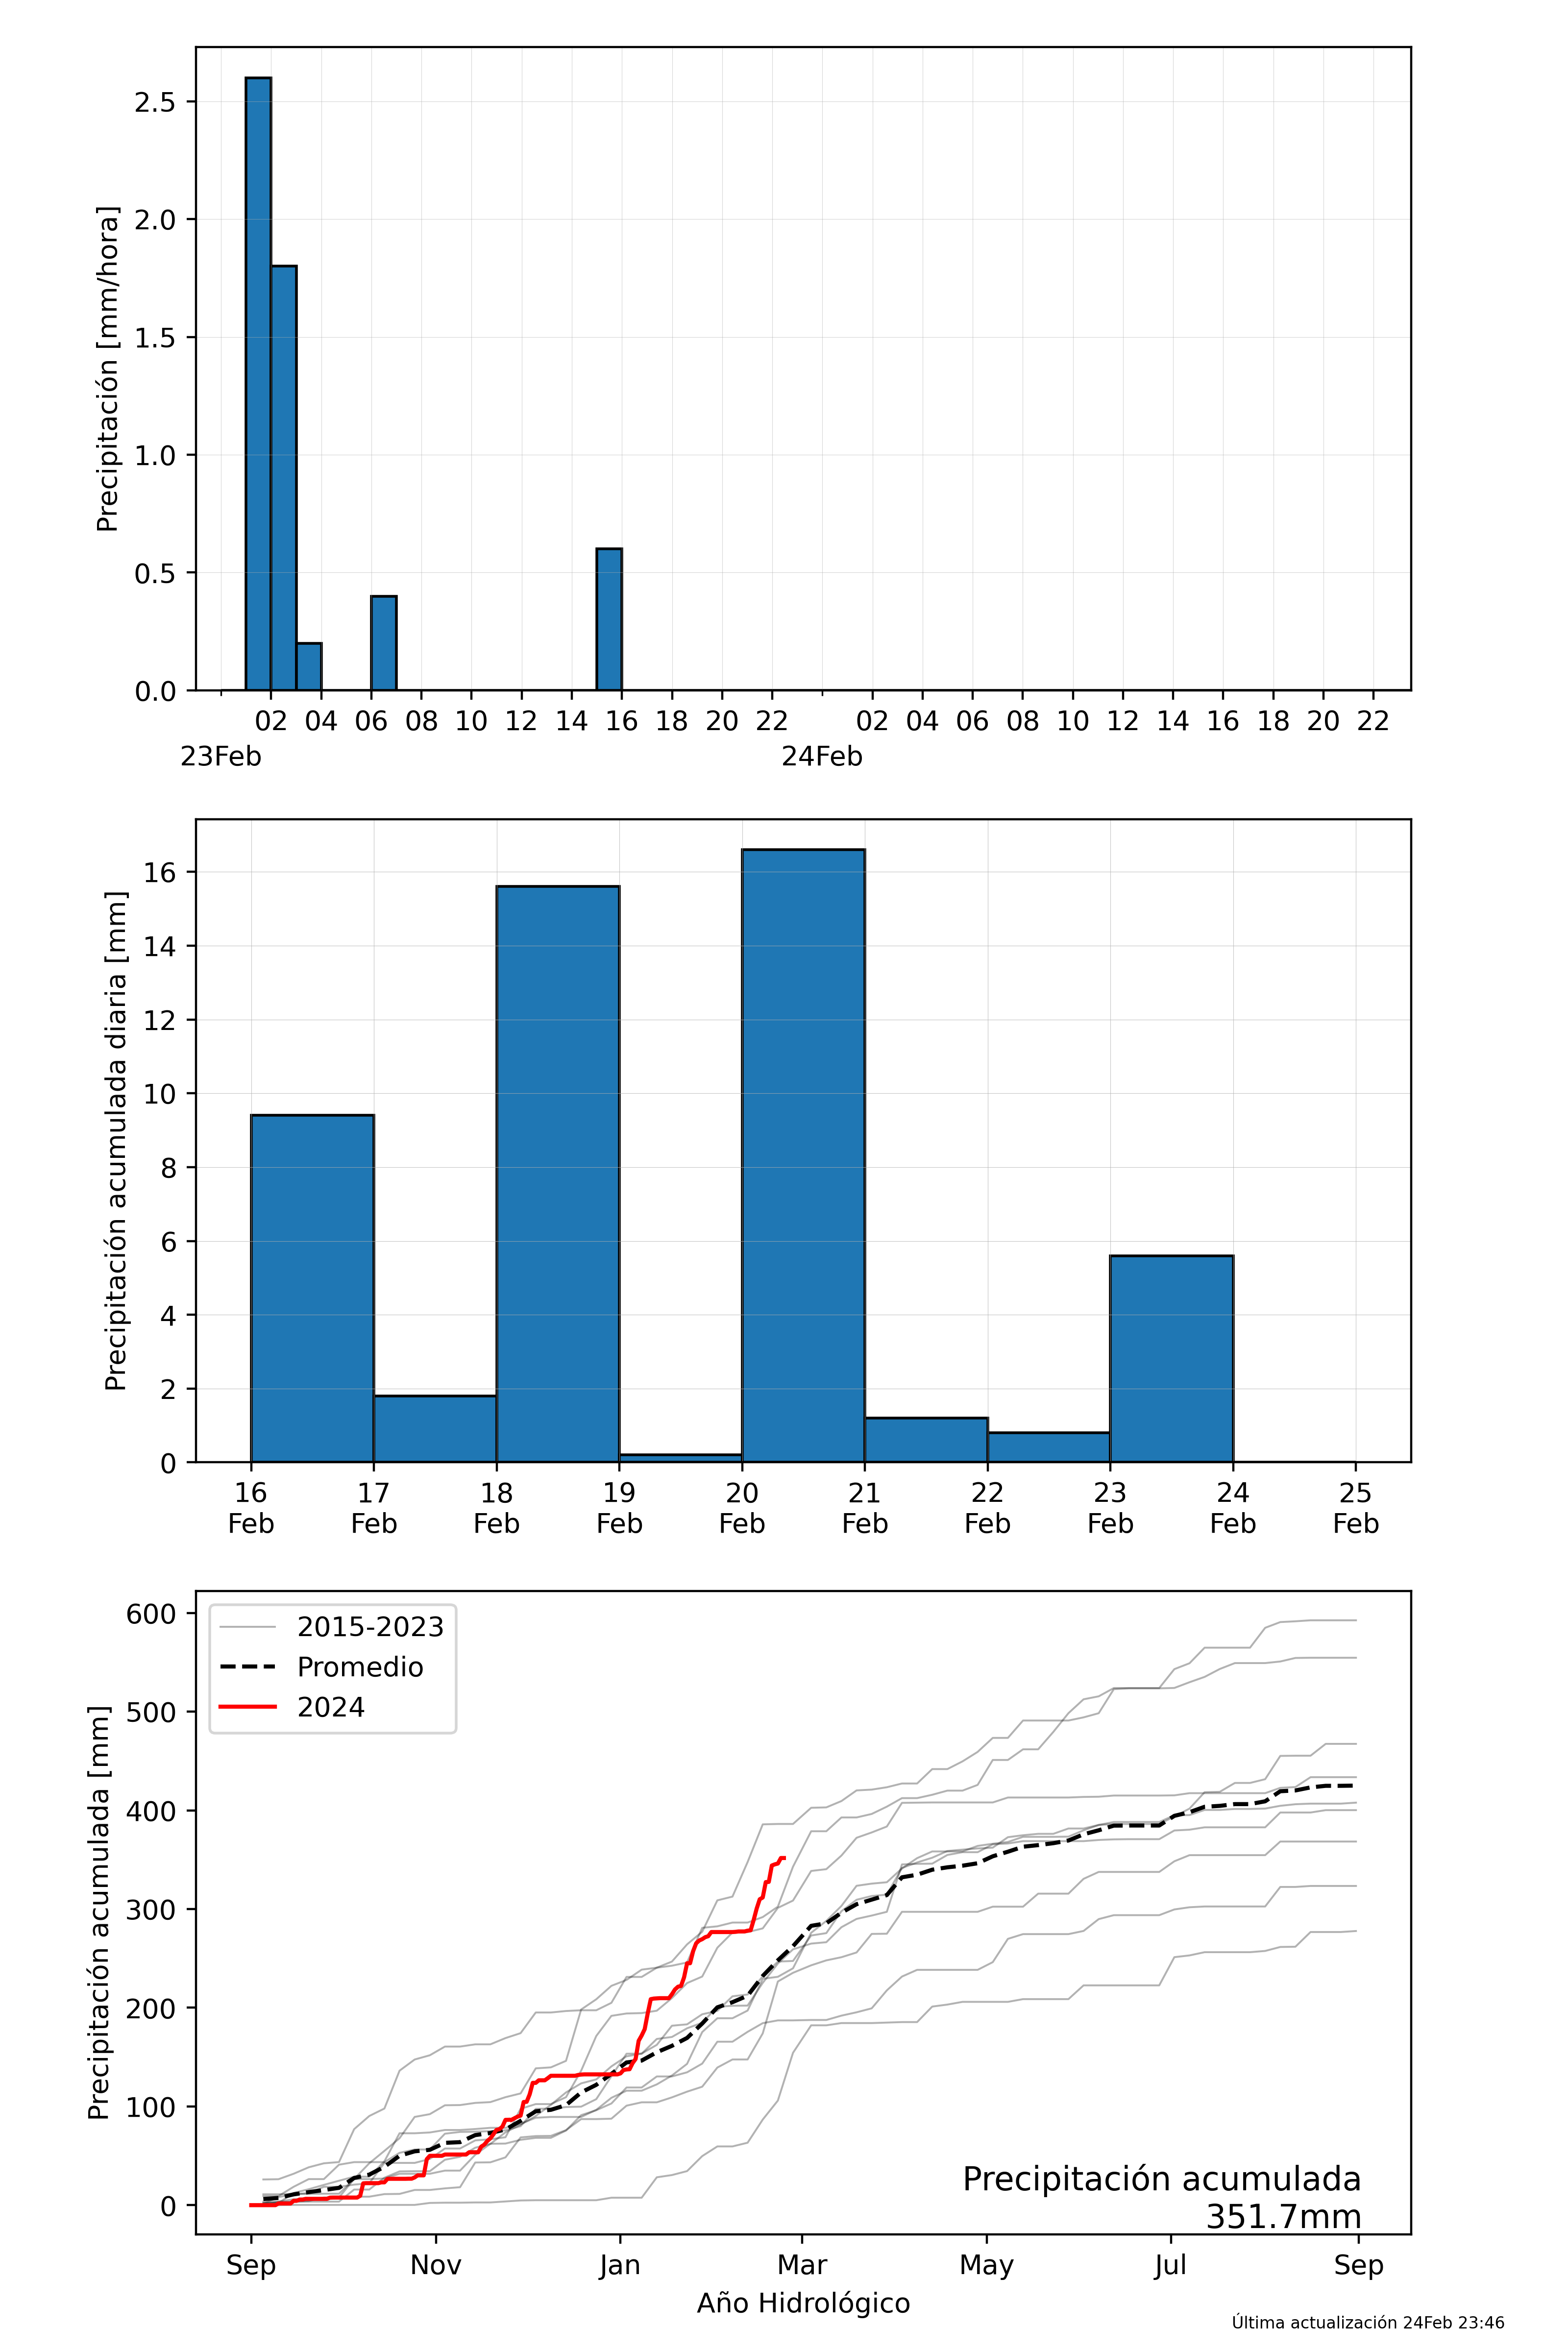 Precipitación [mm/hora]
2.5
2.0
1.5
1.0
0.5
0.0
02 04 06 08 10 12 14 16 18 20 22 02 04 06 08 10 12 14 16 18 20 22
23Feb 24Feb
Precipitación acumulada diaria [mm]
16
14
12
10
8
6
4
2
0
16 17 18 19 20 21 22 23 24 25
Feb Feb Feb Feb Feb Feb Feb Feb Feb Feb
Precipitación acumulada [mm]
600
500
400
300
200
100
0
2015-2023
Promedio
2024
Precipitación acumulada
351.7mm
Sep Nov Jan Mar May Jul Sep
Año Hidrológico
Última actualización 24Feb 23:46